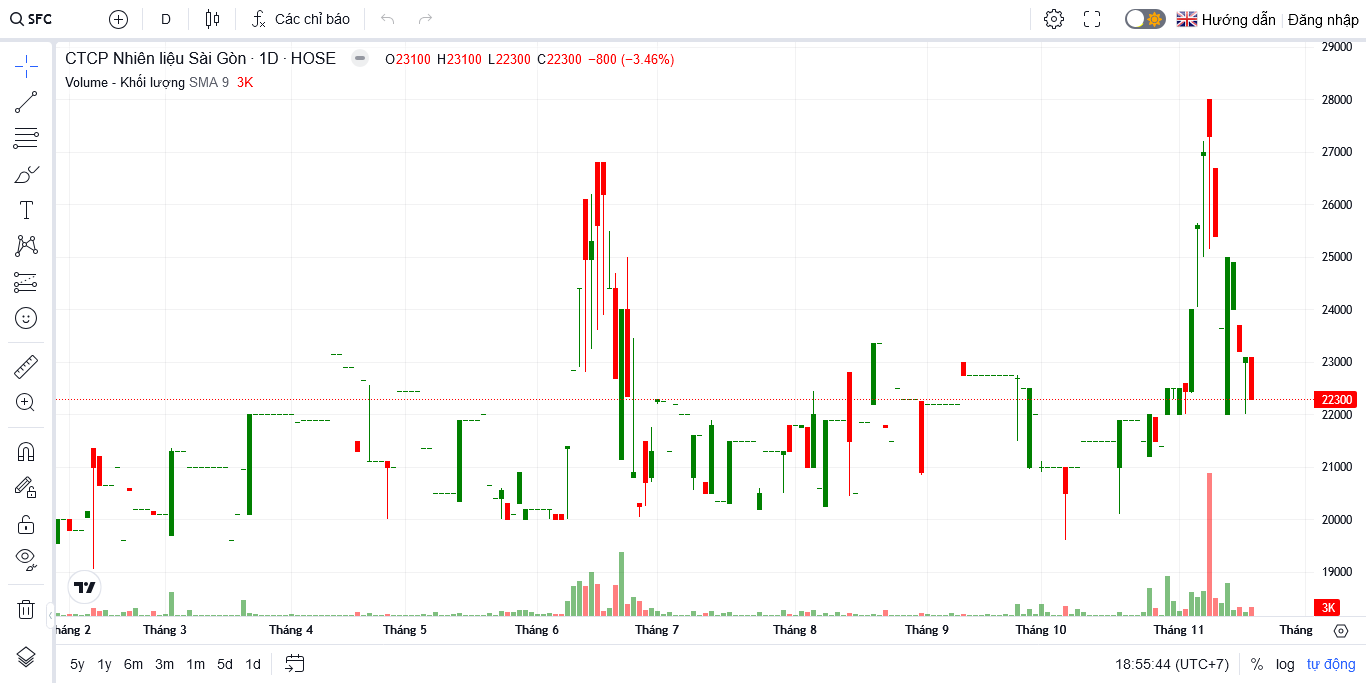 SFC D Các chỉ báo Hướng dẫn Đăng nhập
CTCP Nhiên liệu Sài Gòn · 1D · HOSE O23100 H23100 L22300 C22300 −800 (−3.46%)
Volume - Khối lượng SMA 9 3K
29000
28000
27000
26000
25000
24000
23000
22300
22000
21000
20000
19000
3K
háng 2 Tháng 3 Tháng 4 Tháng 5 Tháng 6 Tháng 7 Tháng 8 Tháng 9 Tháng 10 Tháng 11 Tháng
5y 1y 6m 3m 1m 5d 1d 18:55:44 (UTC+7) % log tự động